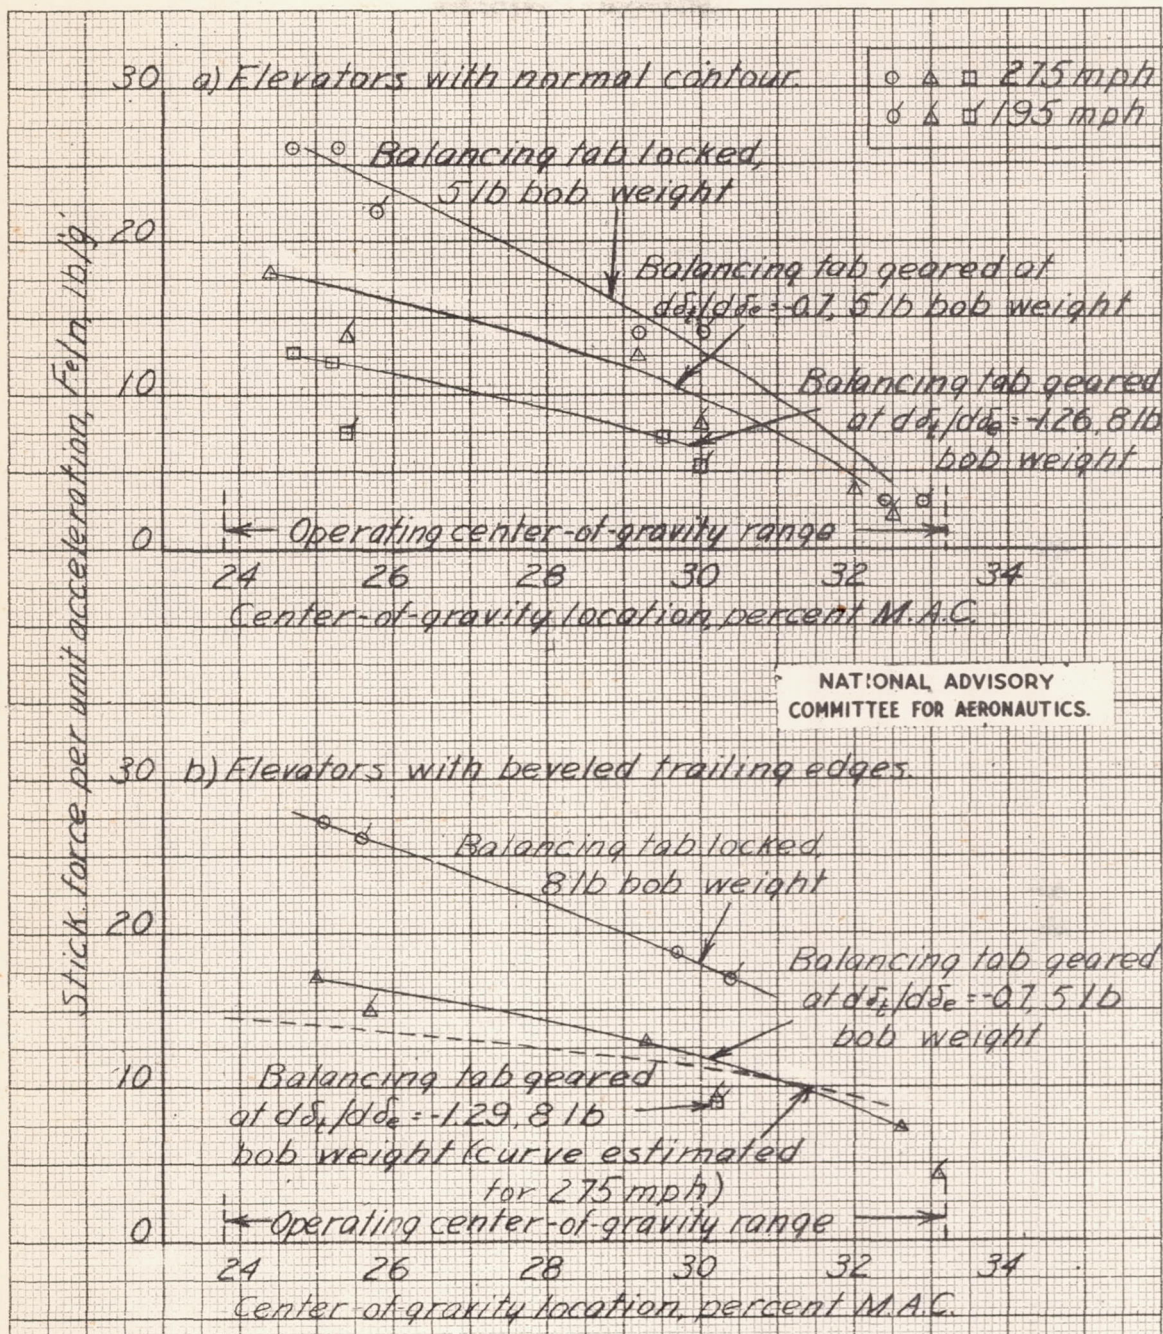 Stick force per unit acceleration, Fe/n, lb/g
30 a) Elevators with normal contour.
○ △ □ 275 mph
○ △ □ 195 mph
Balancing tab locked,
5 lb bob weight
20
Balancing tab geared at
dδt/dδe = -0.7, 5 lb bob weight
10
Balancing tab geared
at dδt/dδe = -1.26, 8 lb
bob weight
Operating center-of-gravity range
0
24 26 28 30 32 34
Center-of-gravity location, percent M.A.C.
NATIONAL ADVISORY
COMMITTEE FOR AERONAUTICS.
30 b) Elevators with beveled trailing edges.
Balancing tab locked,
8 lb bob weight
20
Balancing tab geared
at dδt/dδe = -0.7, 5 lb
bob weight
10
Balancing tab geared
at dδt/dδe = -1.29, 8 lb
bob weight (curve estimated
for 275 mph)
Operating center-of-gravity range
0
24 26 28 30 32 34
Center-of-gravity location, percent M.A.C.